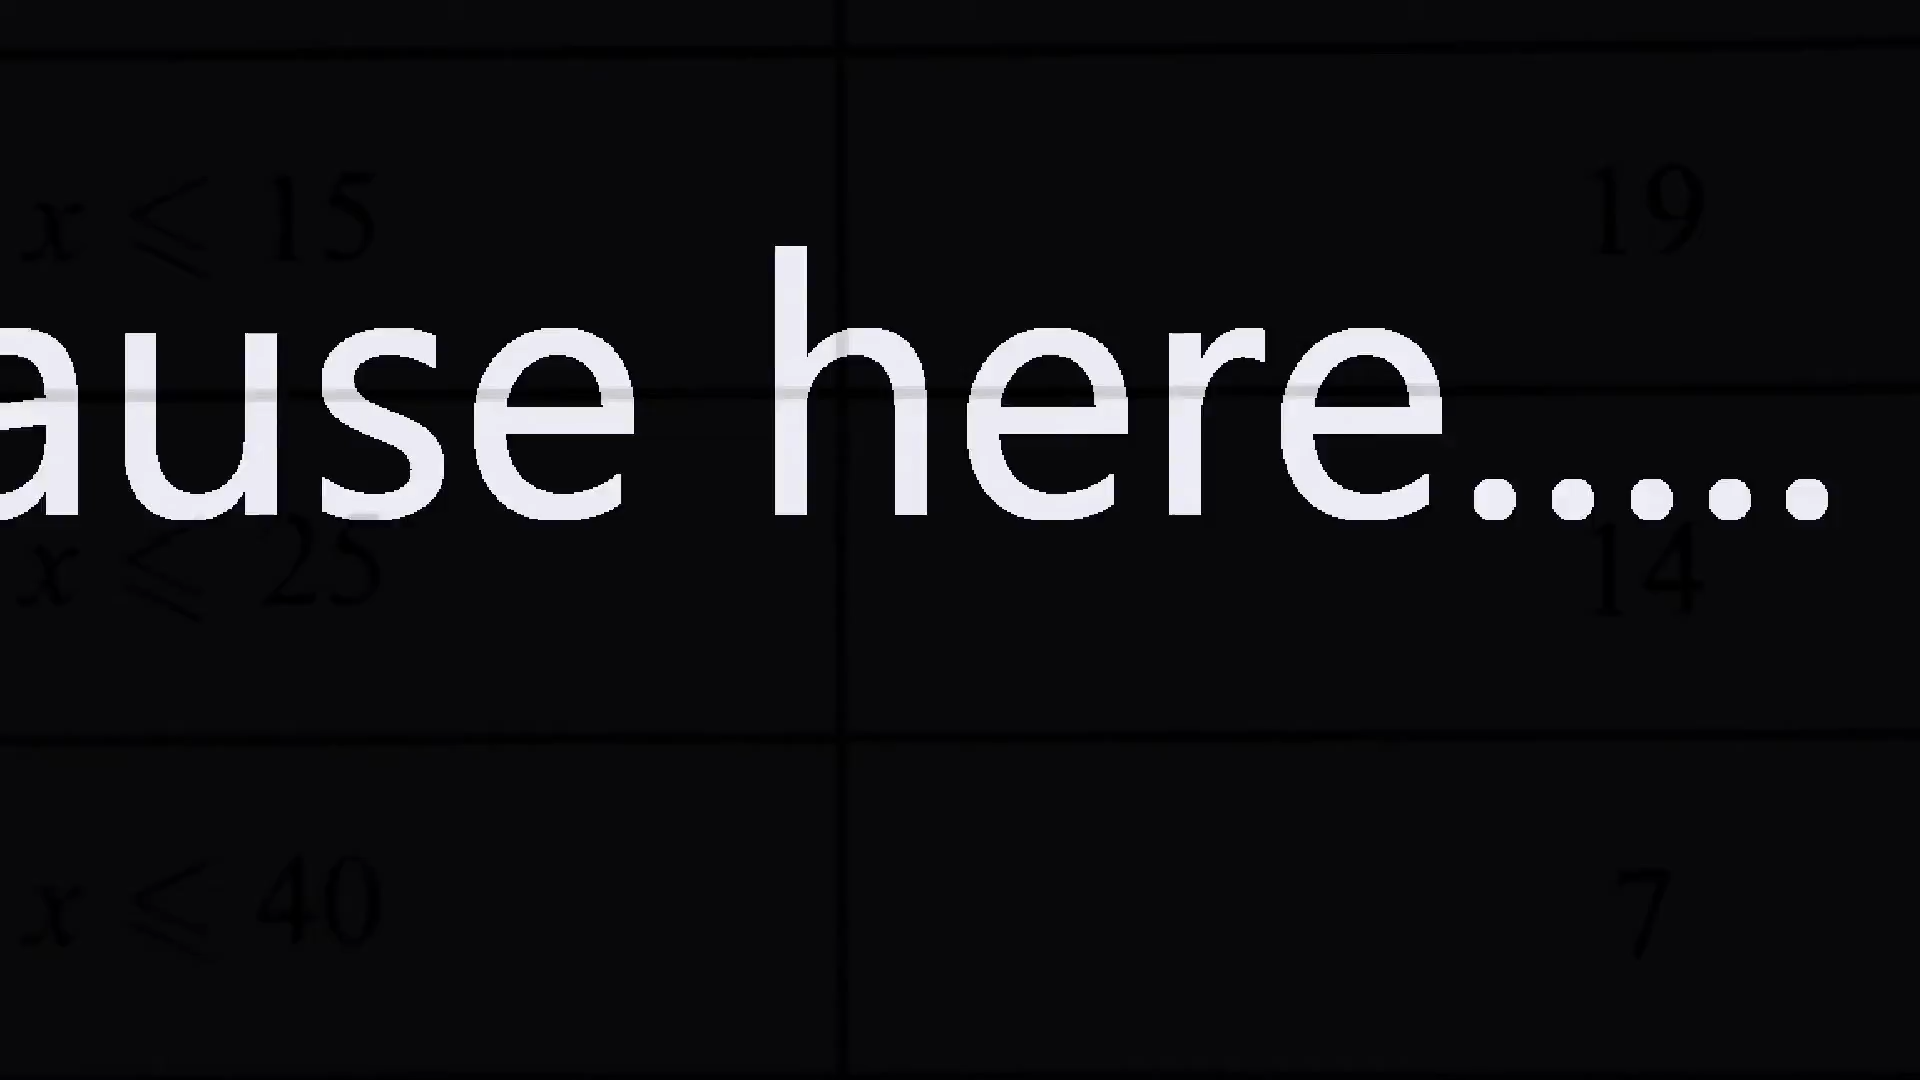 x ⩽ 15 19
ause here.....
x ⩽ 25 14
x ⩽ 40 7